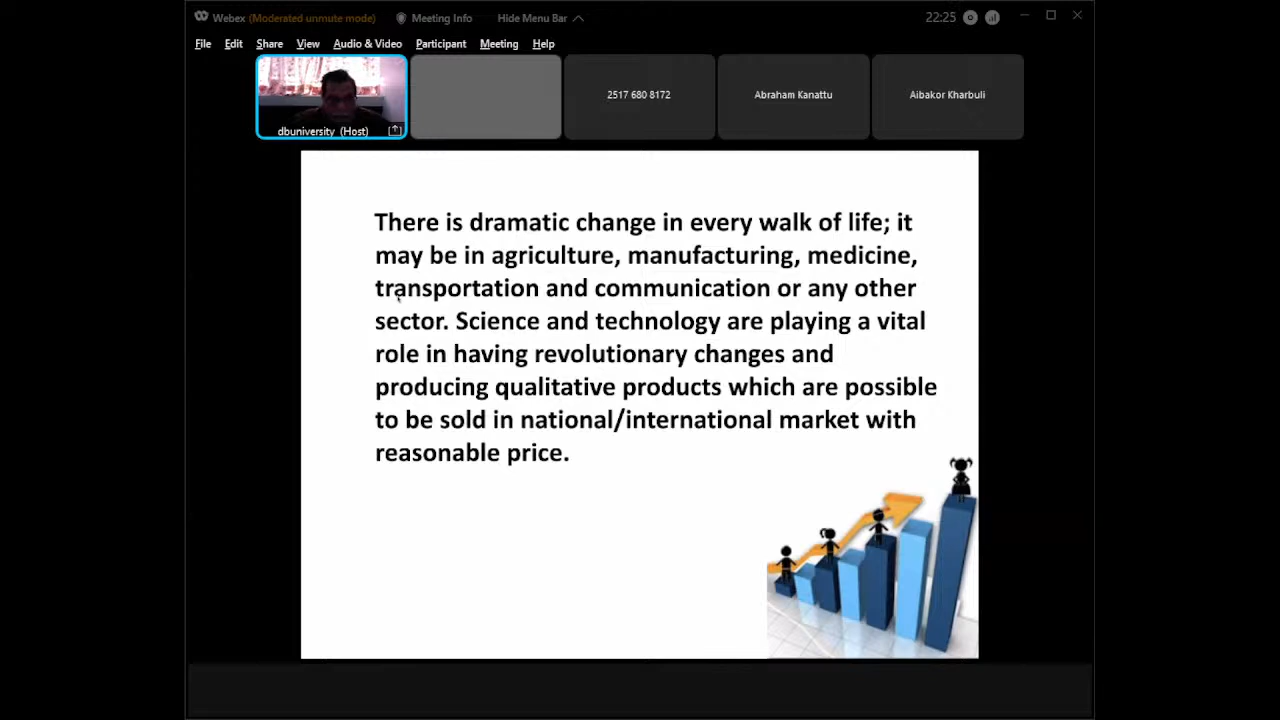 Webex (Moderated unmute mode) Meeting Info Hide Menu Bar 22:25
File Edit Share View Audio & Video Participant Meeting Help
dbuniversity (Host) 2517 680 8172 Abraham Kanattu Aibakor Kharbuli
There is dramatic change in every walk of life; it
may be in agriculture, manufacturing, medicine,
transportation and communication or any other
sector. Science and technology are playing a vital
role in having revolutionary changes and
producing qualitative products which are possible
to be sold in national/international market with
reasonable price.